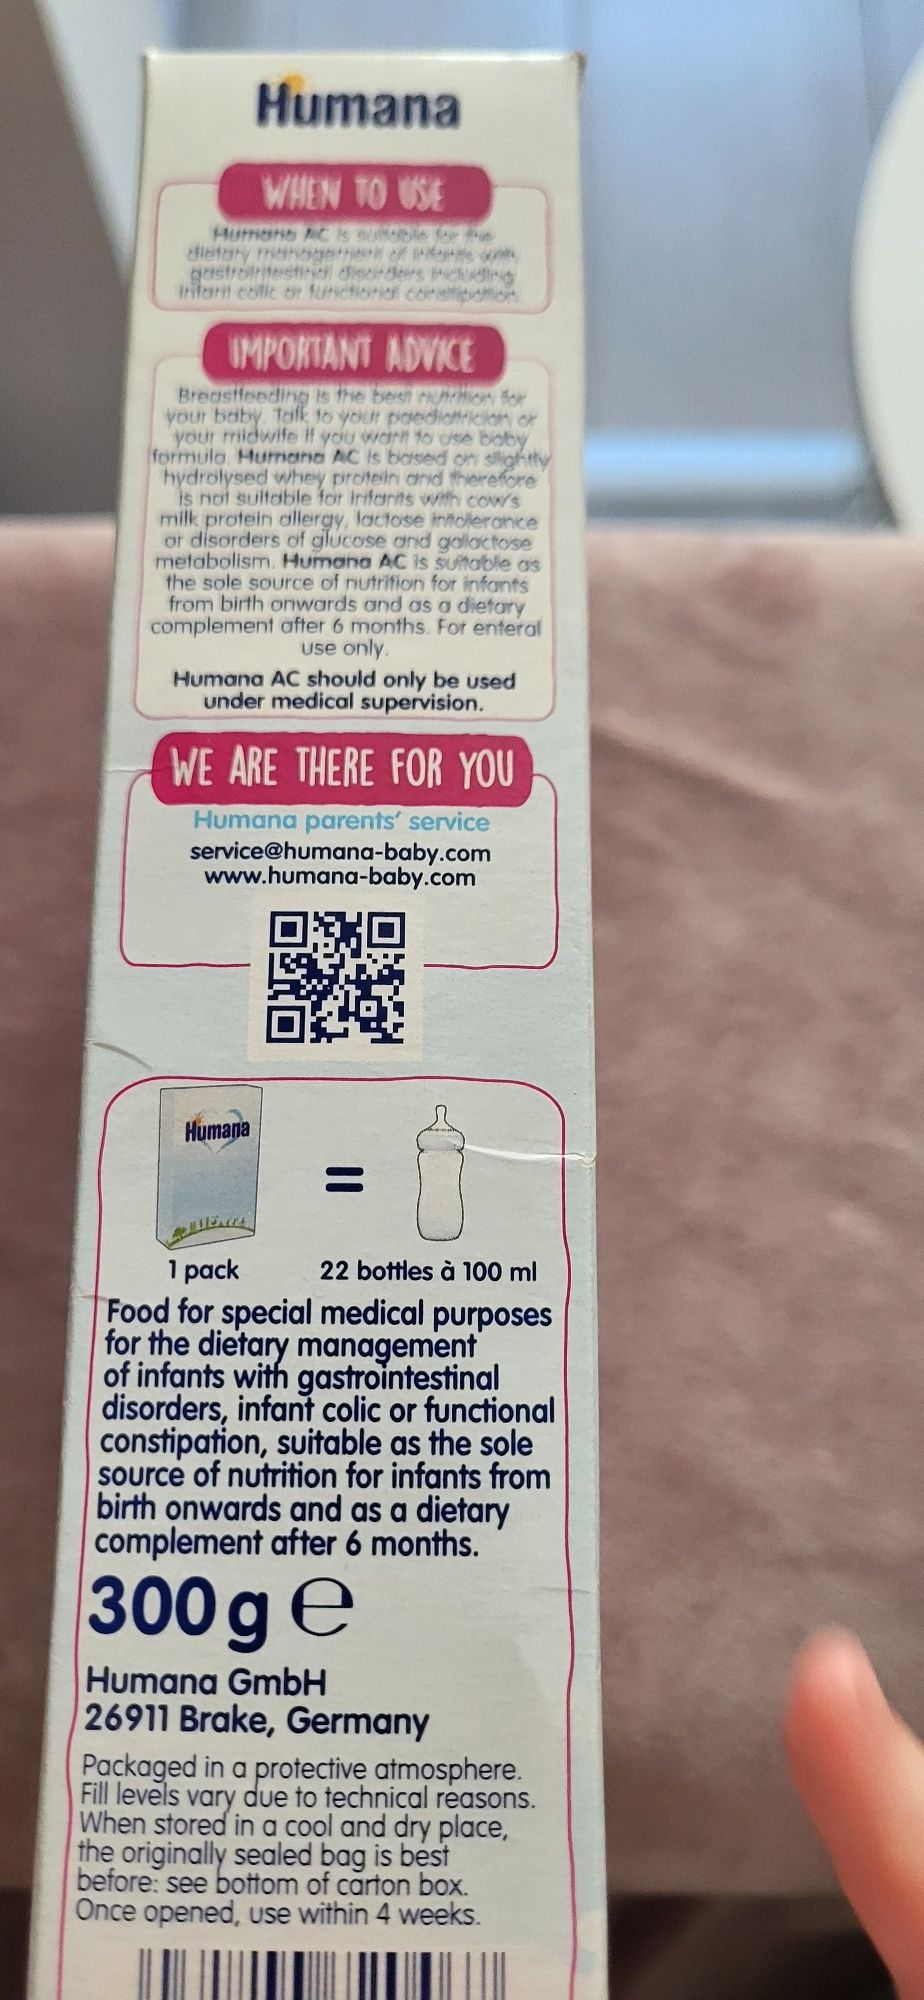 Humana
WHEN TO USE
Humana AC is suitable for the
dietary management of infants with
gastrointestinal disorders including
infant colic or functional constipation.
IMPORTANT ADVICE
Breastfeeding is the best nutrition for
your baby. Talk to your paediatrician or
your midwife if you want to use baby
formula. Humana AC is based on slightly
hydrolysed whey protein and therefore
is not suitable for infants with cow's
milk protein allergy, lactose intolerance
or disorders of glucose and galactose
metabolism. Humana AC is suitable as
the sole source of nutrition for infants
from birth onwards and as a dietary
complement after 6 months. For enteral
use only.
Humana AC should only be used
under medical supervision.
WE ARE THERE FOR YOU
Humana parents' service
service@humana-baby.com
www.humana-baby.com
Humana
=
1 pack 22 bottles à 100 ml
Food for special medical purposes
for the dietary management
of infants with gastrointestinal
disorders, infant colic or functional
constipation, suitable as the sole
source of nutrition for infants from
birth onwards and as a dietary
complement after 6 months.
300 g ℮
Humana GmbH
26911 Brake, Germany
Packaged in a protective atmosphere.
Fill levels vary due to technical reasons.
When stored in a cool and dry place,
the originally sealed bag is best
before: see bottom of carton box.
Once opened, use within 4 weeks.